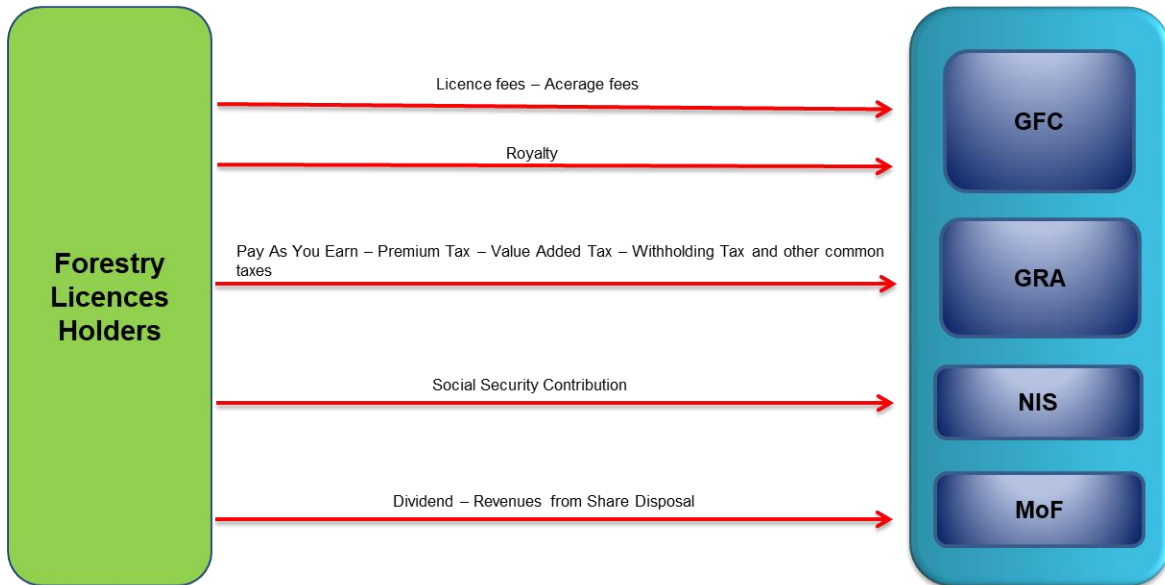 Licence fees – Acerage fees
GFC
Royalty
Pay As You Earn – Premium Tax – Value Added Tax – Withholding Tax and other common
taxes
Forestry
Licences
Holders
GRA
Social Security Contribution
NIS
Dividend – Revenues from Share Disposal
MoF